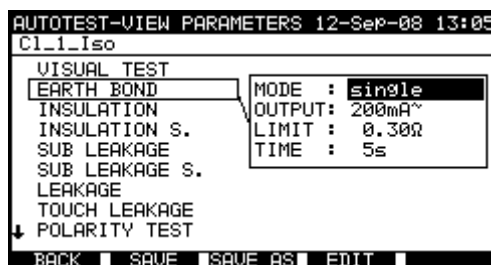 AUTOTEST-VIEW PARAMETERS 12-Sep-08 13:05
Cl_1_Iso
VISUAL TEST
EARTH BOND
INSULATION
INSULATION S.
SUB LEAKAGE
SUB LEAKAGE S.
LEAKAGE
TOUCH LEAKAGE
POLARITY TEST
MODE : single
OUTPUT: 200mA~
LIMIT : 0.30Ω
TIME : 5s
BACK SAVE SAVE AS EDIT